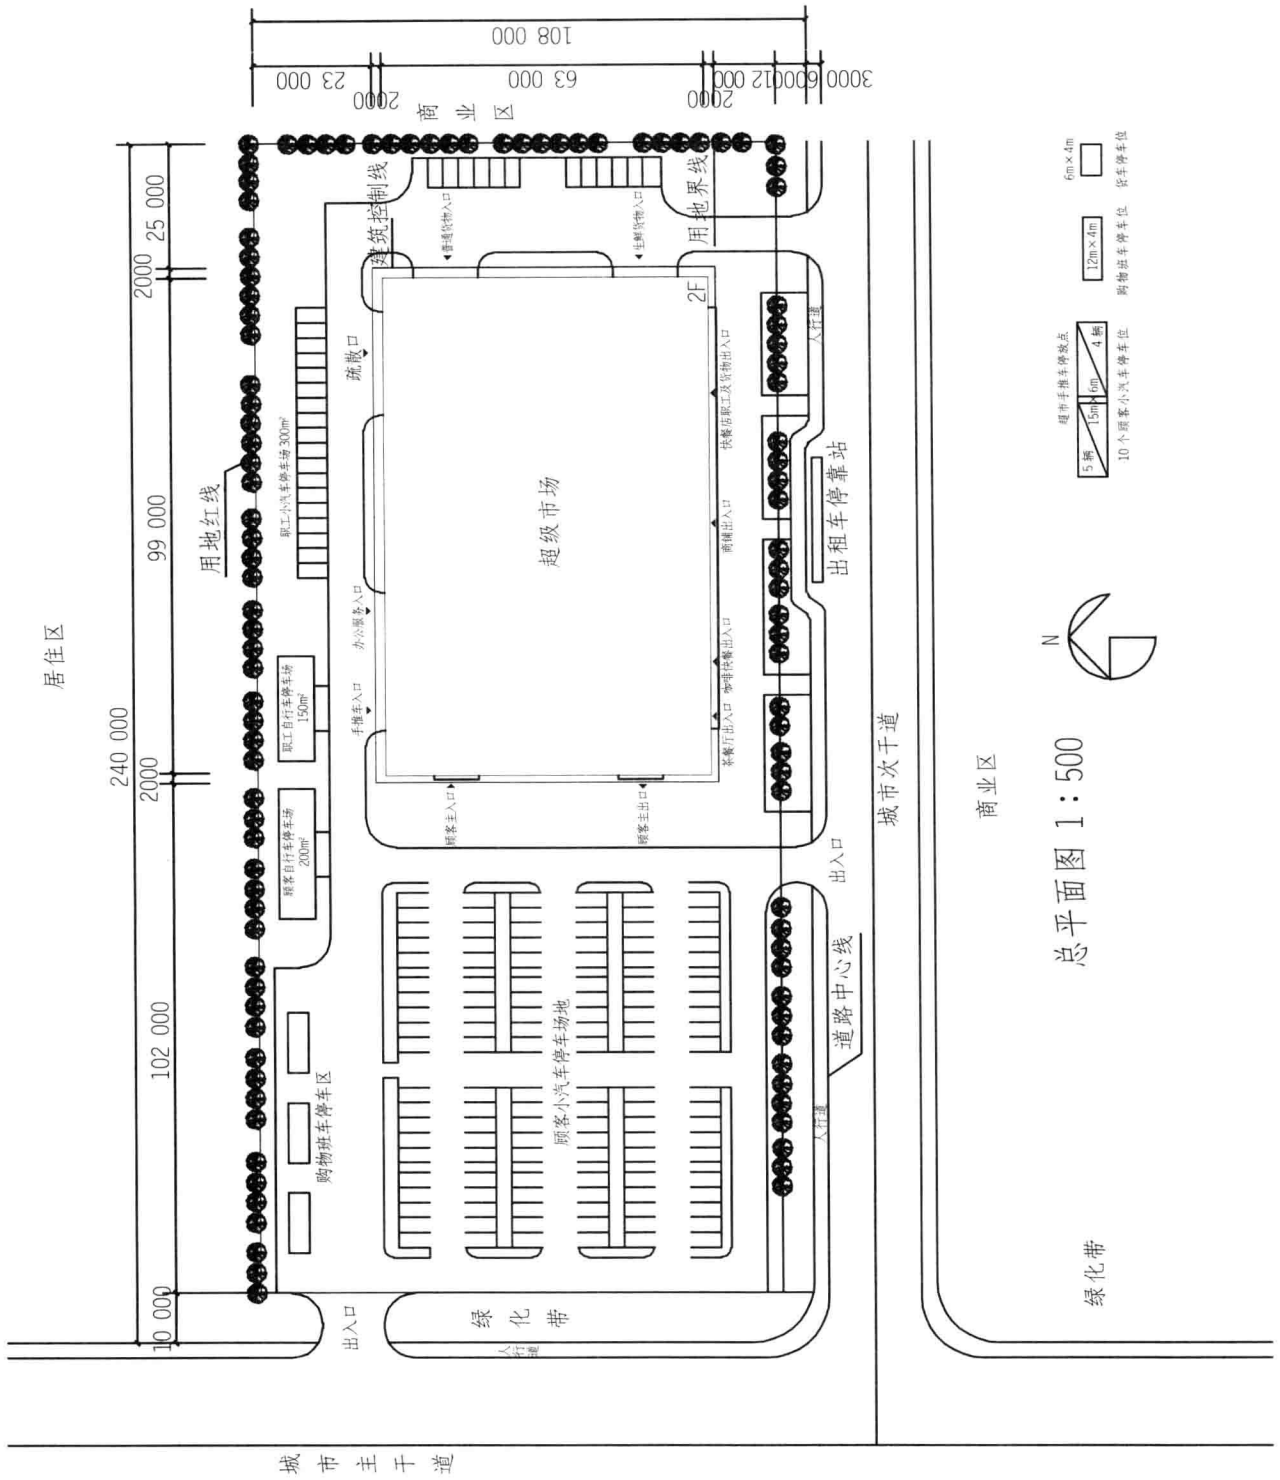 居住区
240 000
10 000
102 000
2000
99 000
2000
25 000
用地红线
108 000
23 000
2000
63 000
2000
12 000
6000
3000
商业区
建筑控制线
用地界线
职工小汽车停车场 300m²
职工自行车停车场
150m²
顾客自行车停车场
200m²
购物班车停车区
手推车入口
办公服务入口
疏散口
普通货物入口
生鲜货物入口
超级市场
2F
顾客主入口
顾客主出口
茶餐厅出入口
咖啡快餐出入口
商铺出入口
快餐店职工及货物出入口
顾客小汽车停车场地
人行道
出租车停靠站
出入口
道路中心线
人行道
出入口
绿化带
人行道
城市主干道
城市次干道
商业区
绿化带
N
总平面图 1:500
超市手推车停放点
5 辆
15m×6m
4 辆
10 个顾客小汽车停车位
12m×4m
购物班车停车位
6m×4m
货车停车位